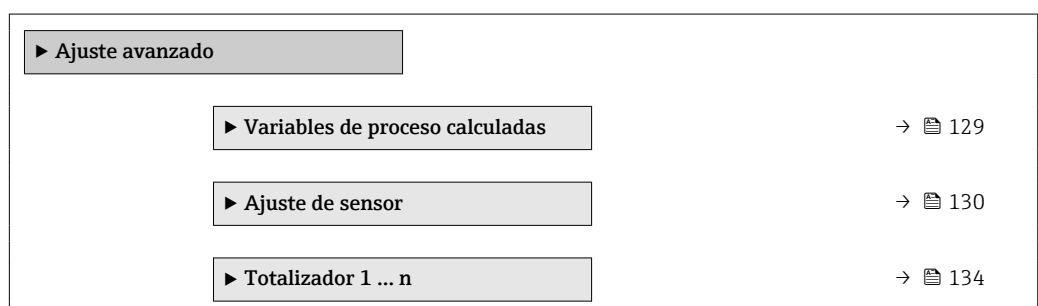 ▶ Ajuste avanzado
▶ Variables de proceso calculadas → 129
▶ Ajuste de sensor → 130
▶ Totalizador 1 … n → 134